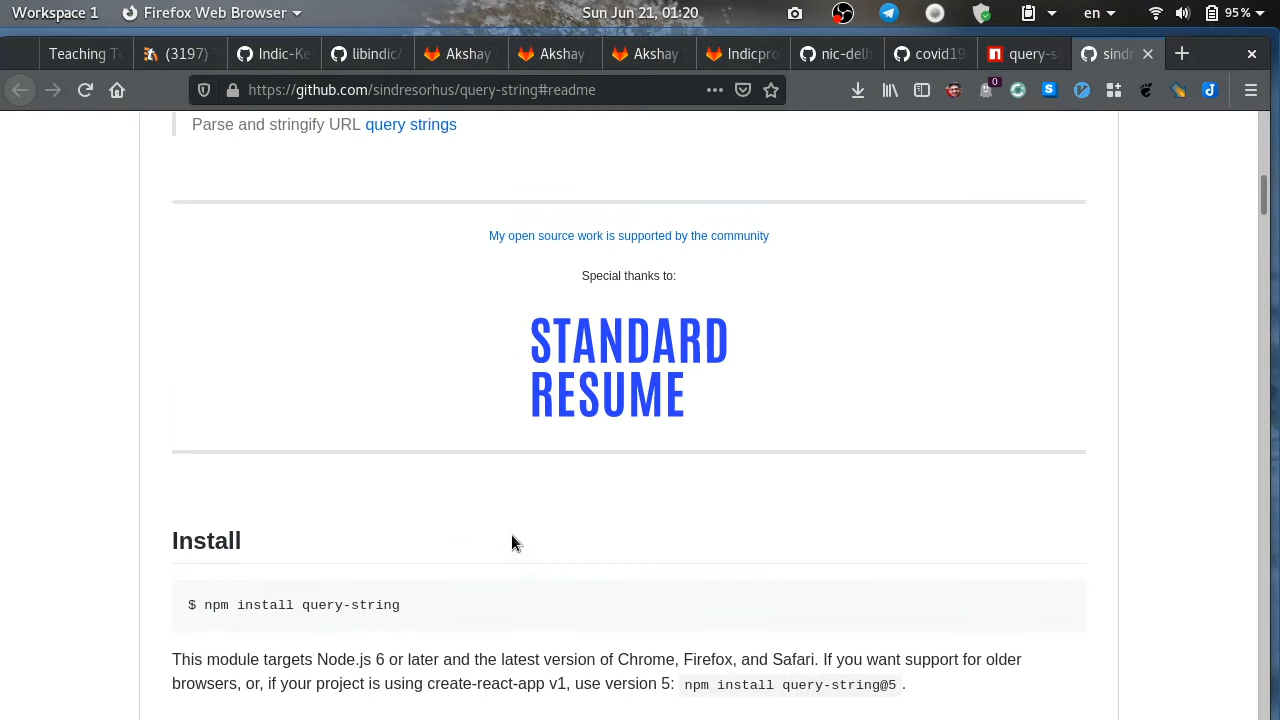 Workspace 1
Firefox Web Browser
Sun Jun 21, 01:20
en
95%
Teaching T
(3197)
Indic-Ke
libindic/
Akshay
Akshay
Akshay
Indicpro
nic-delh
covid19
query-s
sindr
https://github.com/sindresorhus/query-string#readme
0
Parse and stringify URL query strings
My open source work is supported by the community
Special thanks to:
STANDARD
RESUME
Install
$ npm install query-string
This module targets Node.js 6 or later and the latest version of Chrome, Firefox, and Safari. If you want support for older
browsers, or, if your project is using create-react-app v1, use version 5: npm install query-string@5 .